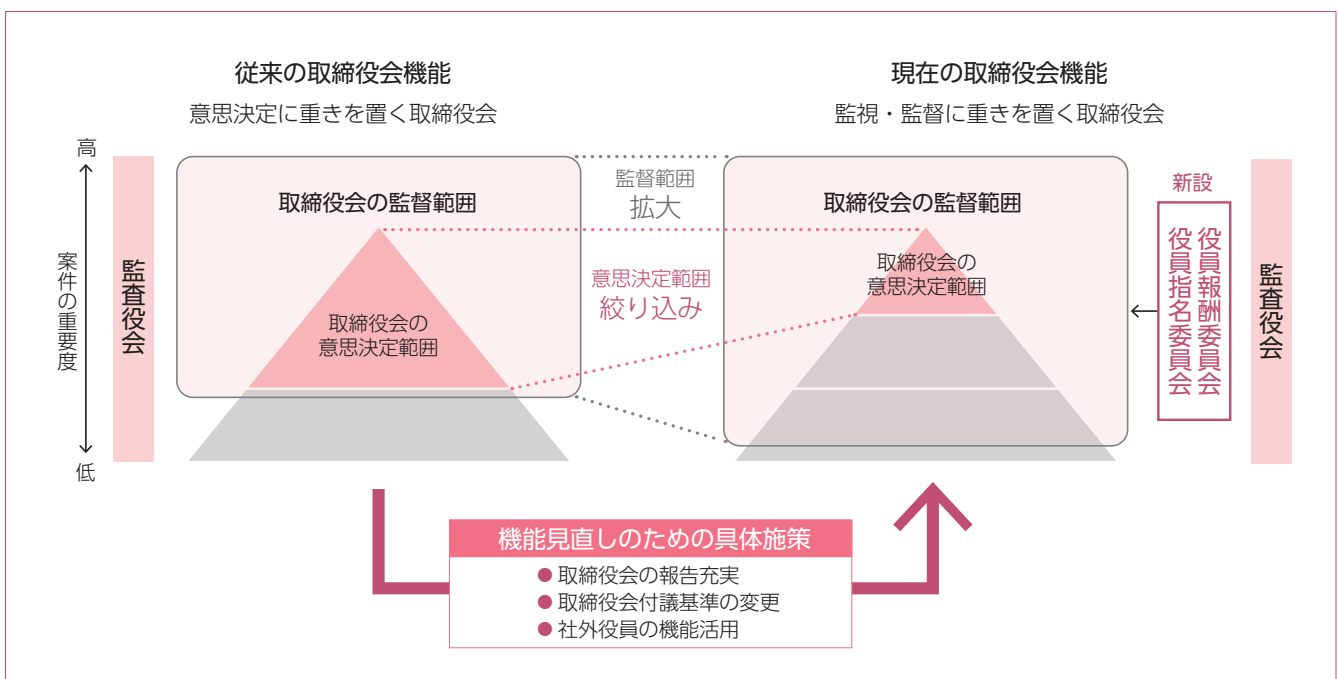 従来の取締役会機能
意思決定に重きを置く取締役会
高
案件の重要度
低
監査役会
取締役会の監督範囲
取締役会の
意思決定範囲
監督範囲
拡大
意思決定範囲
絞り込み
現在の取締役会機能
監視・監督に重きを置く取締役会
取締役会の監督範囲
取締役会の
意思決定範囲
新設
役員報酬委員会
役員指名委員会
監査役会
機能見直しのための具体施策
● 取締役会の報告充実
● 取締役会付議基準の変更
● 社外役員の機能活用